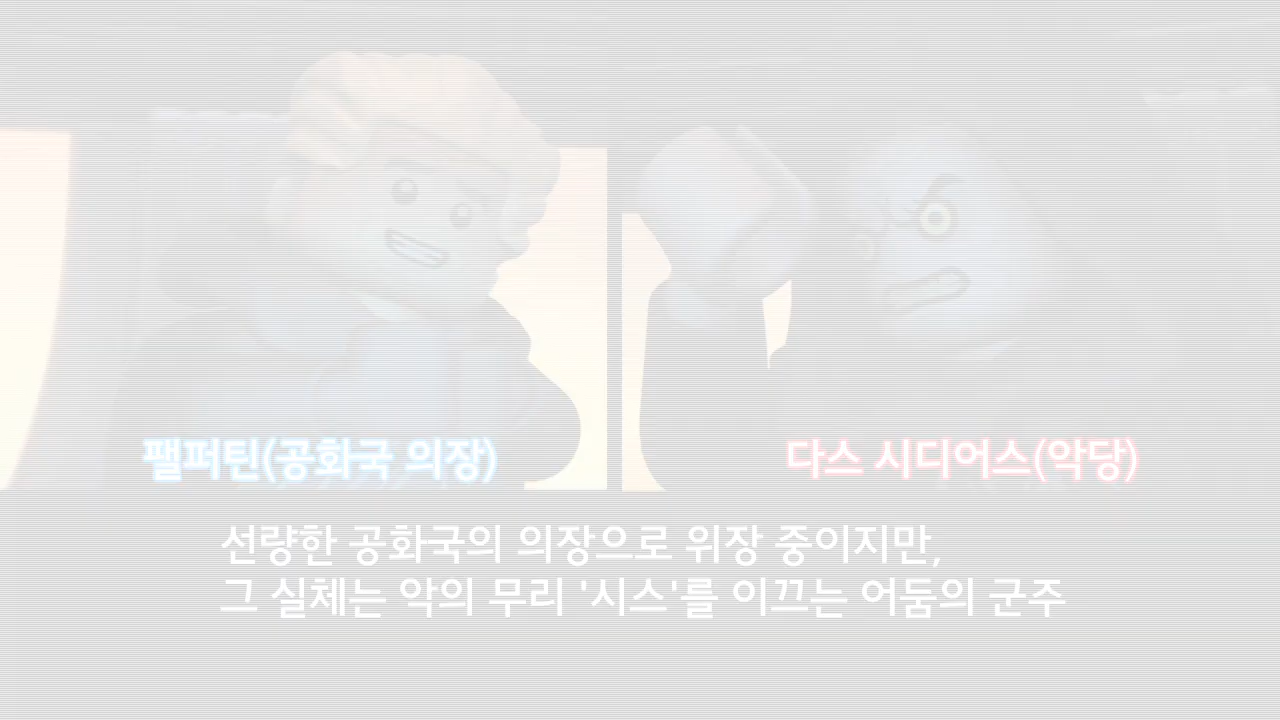 팰퍼틴(공화국 의장)
다스 시디어스(악당)
선량한 공화국의 의장으로 위장 중이지만,
그 실체는 악의 무리 '시스'를 이끄는 어둠의 군주